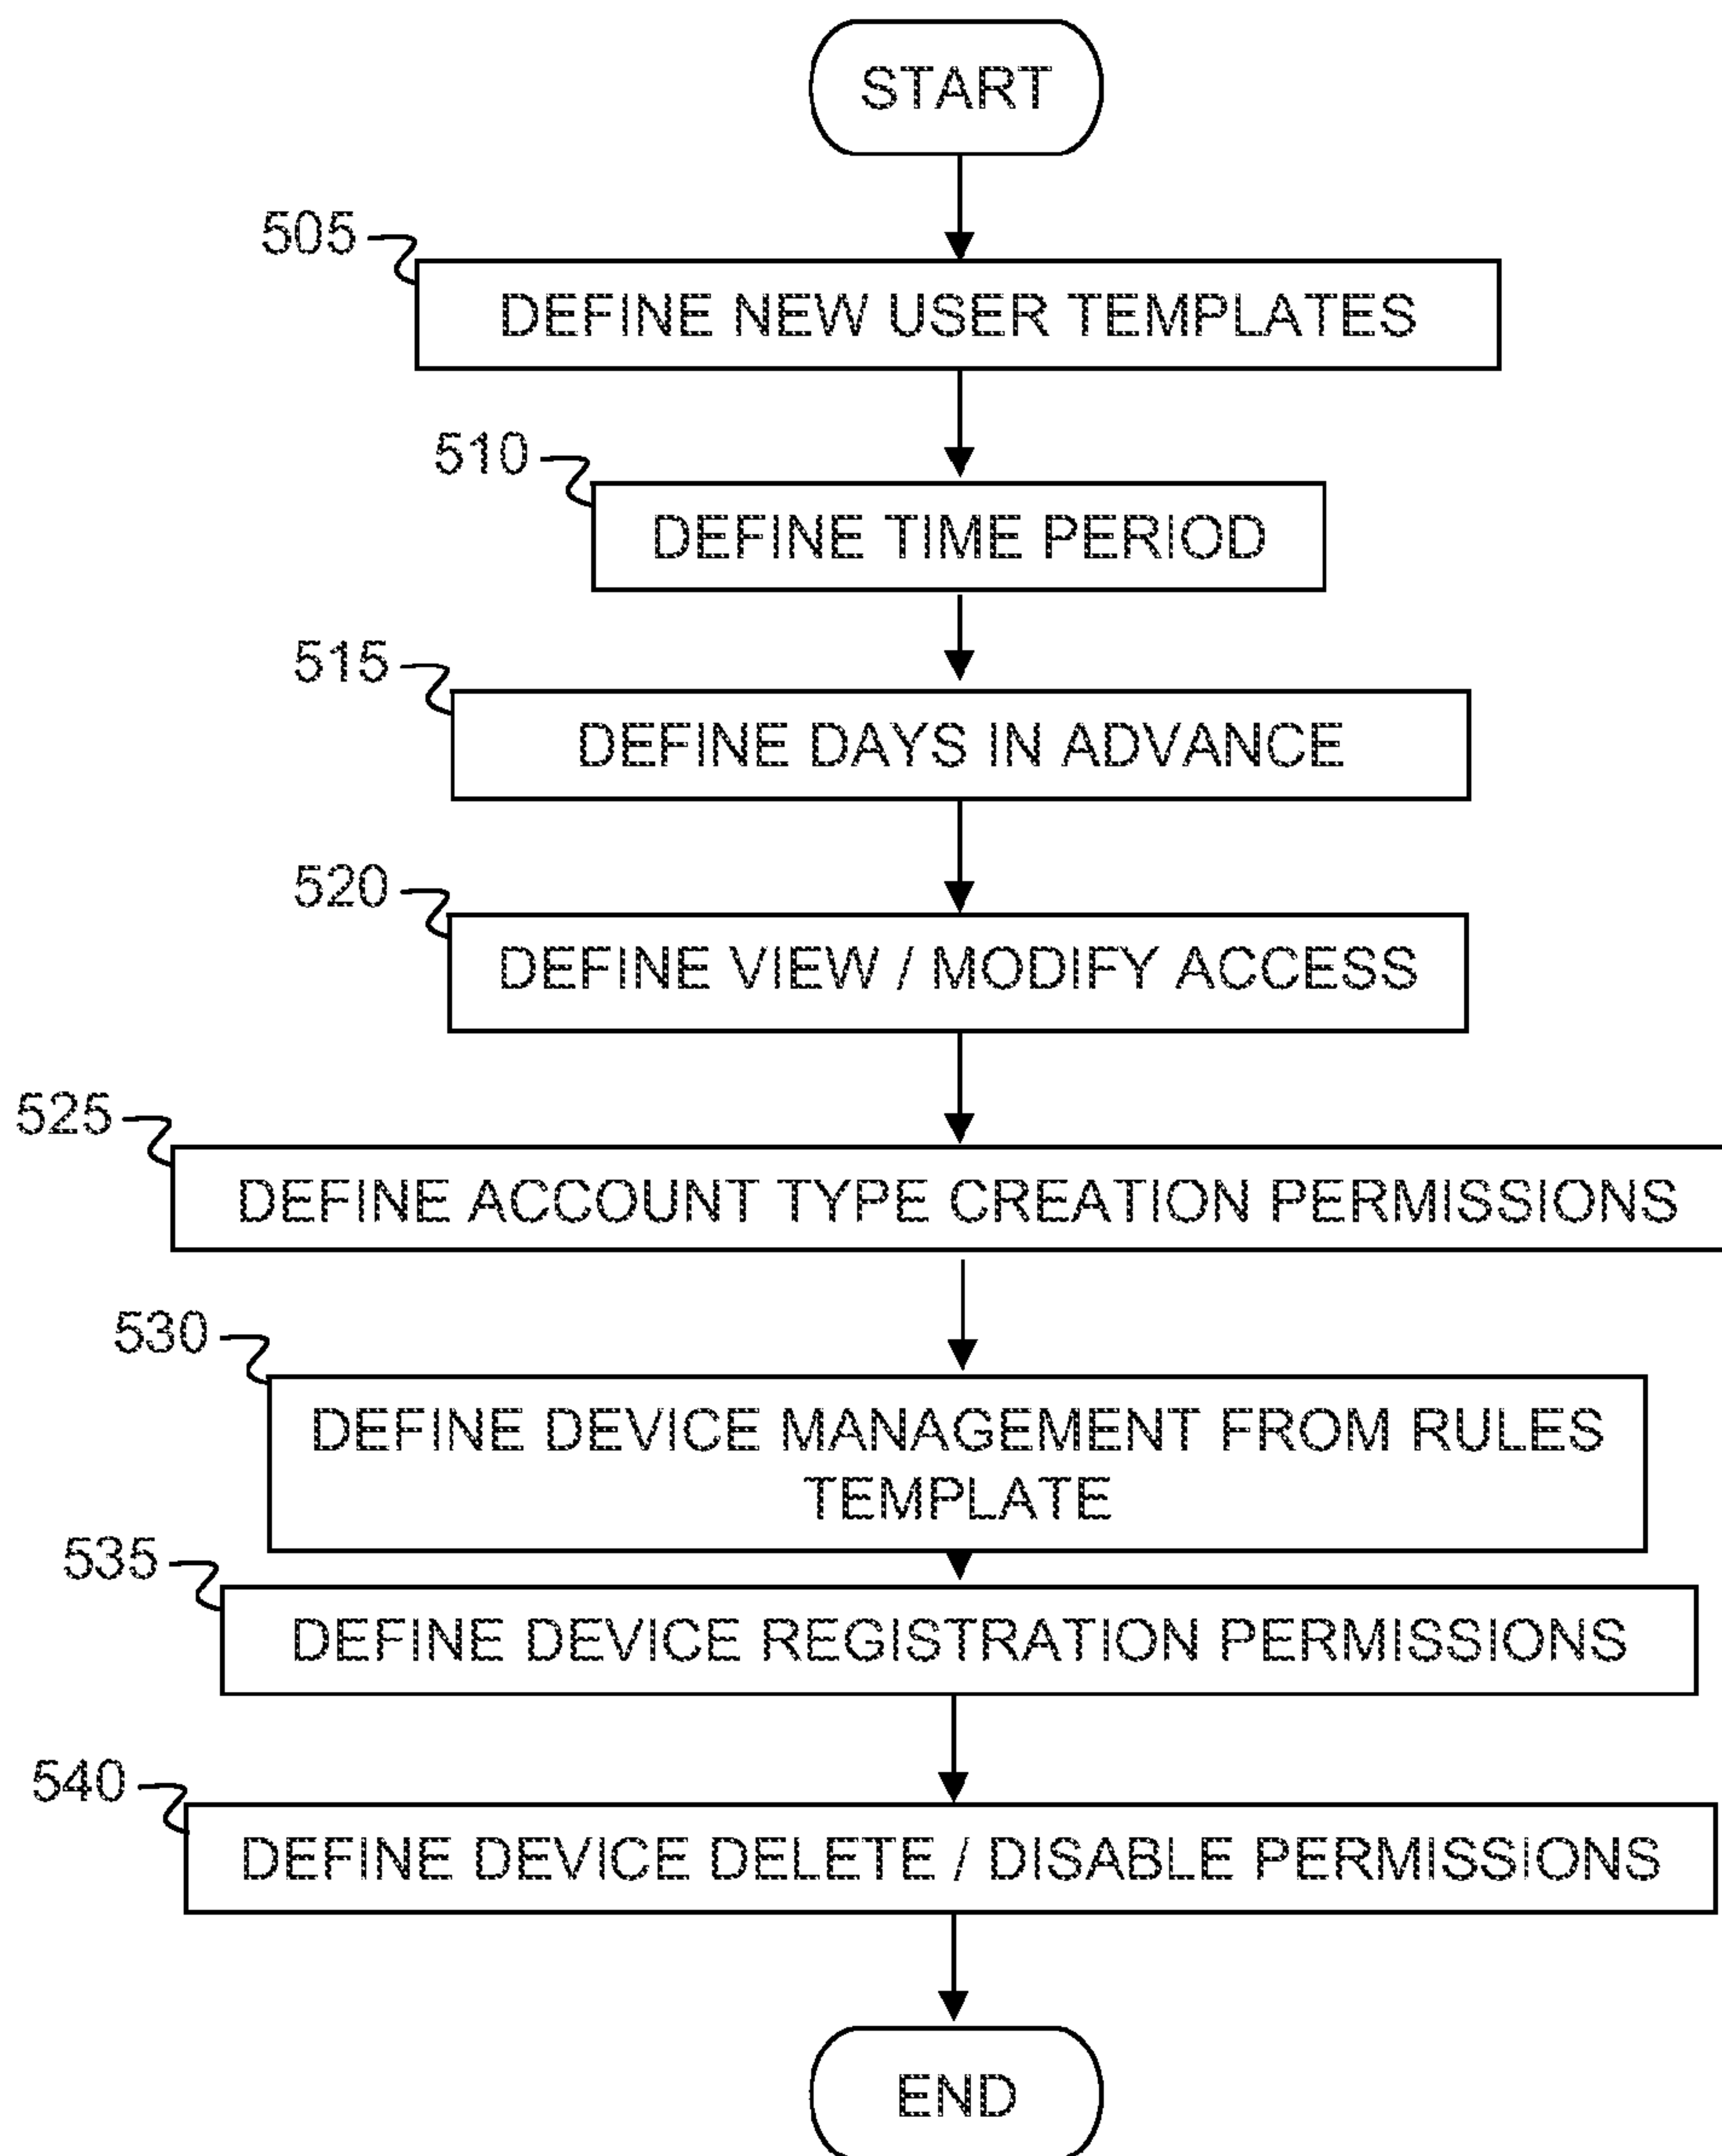 START
505
DEFINE NEW USER TEMPLATES
510
DEFINE TIME PERIOD
515
DEFINE DAYS IN ADVANCE
520
DEFINE VIEW / MODIFY ACCESS
525
DEFINE ACCOUNT TYPE CREATION PERMISSIONS
530
DEFINE DEVICE MANAGEMENT FROM RULES
TEMPLATE
535
DEFINE DEVICE REGISTRATION PERMISSIONS
540
DEFINE DEVICE DELETE / DISABLE PERMISSIONS
END